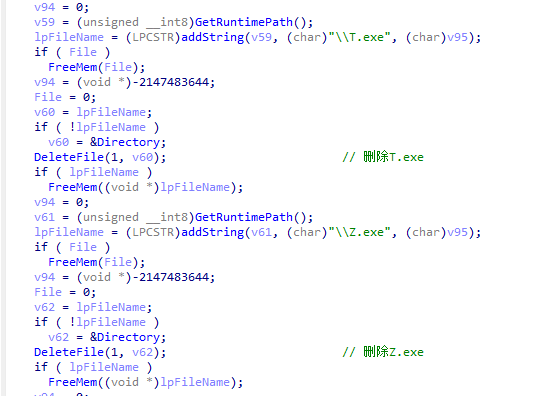 v94 = 0;
v59 = (unsigned __int8)GetRuntimePath();
lpFileName = (LPCSTR)addString(v59, (char)"\\T.exe", (char)v95);
if ( File )
FreeMem(File);
v94 = (void *)-2147483644;
File = 0;
v60 = lpFileName;
if ( !lpFileName )
v60 = &Directory;
DeleteFile(1, v60); // 删除T.exe
if ( lpFileName )
FreeMem((void *)lpFileName);
v94 = 0;
v61 = (unsigned __int8)GetRuntimePath();
lpFileName = (LPCSTR)addString(v61, (char)"\\Z.exe", (char)v95);
if ( File )
FreeMem(File);
v94 = (void *)-2147483644;
File = 0;
v62 = lpFileName;
if ( !lpFileName )
v62 = &Directory;
DeleteFile(1, v62); // 删除Z.exe
if ( lpFileName )
FreeMem((void *)lpFileName);
v94 = 0;